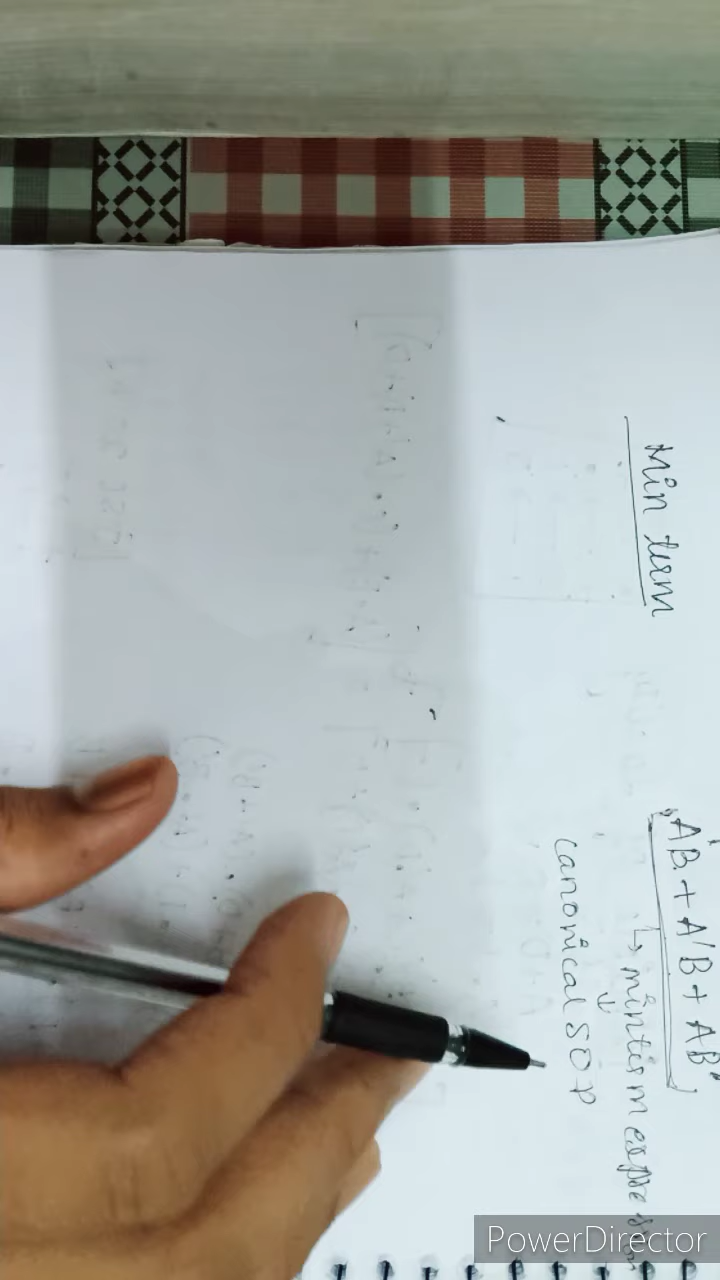 Min term
AB + A'B + AB'
↳ minterm expression
↓
canonical SOP
PowerDirector